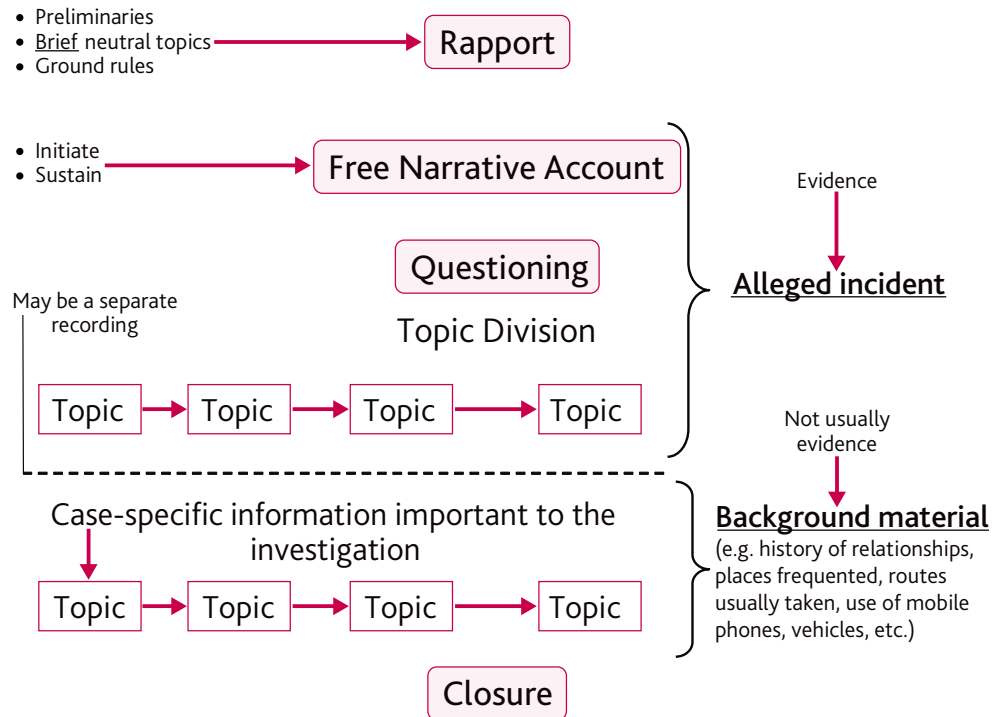 • Preliminaries
• Brief neutral topics
• Ground rules
Rapport
• Initiate
• Sustain
Free Narrative Account
Evidence
Alleged incident
Questioning
May be a separate
recording
Topic Division
Topic
Topic
Topic
Topic
Not usually
evidence
Case-specific information important to the
investigation
Background material
(e.g. history of relationships,
places frequented, routes
usually taken, use of mobile
phones, vehicles, etc.)
Topic
Topic
Topic
Topic
Closure